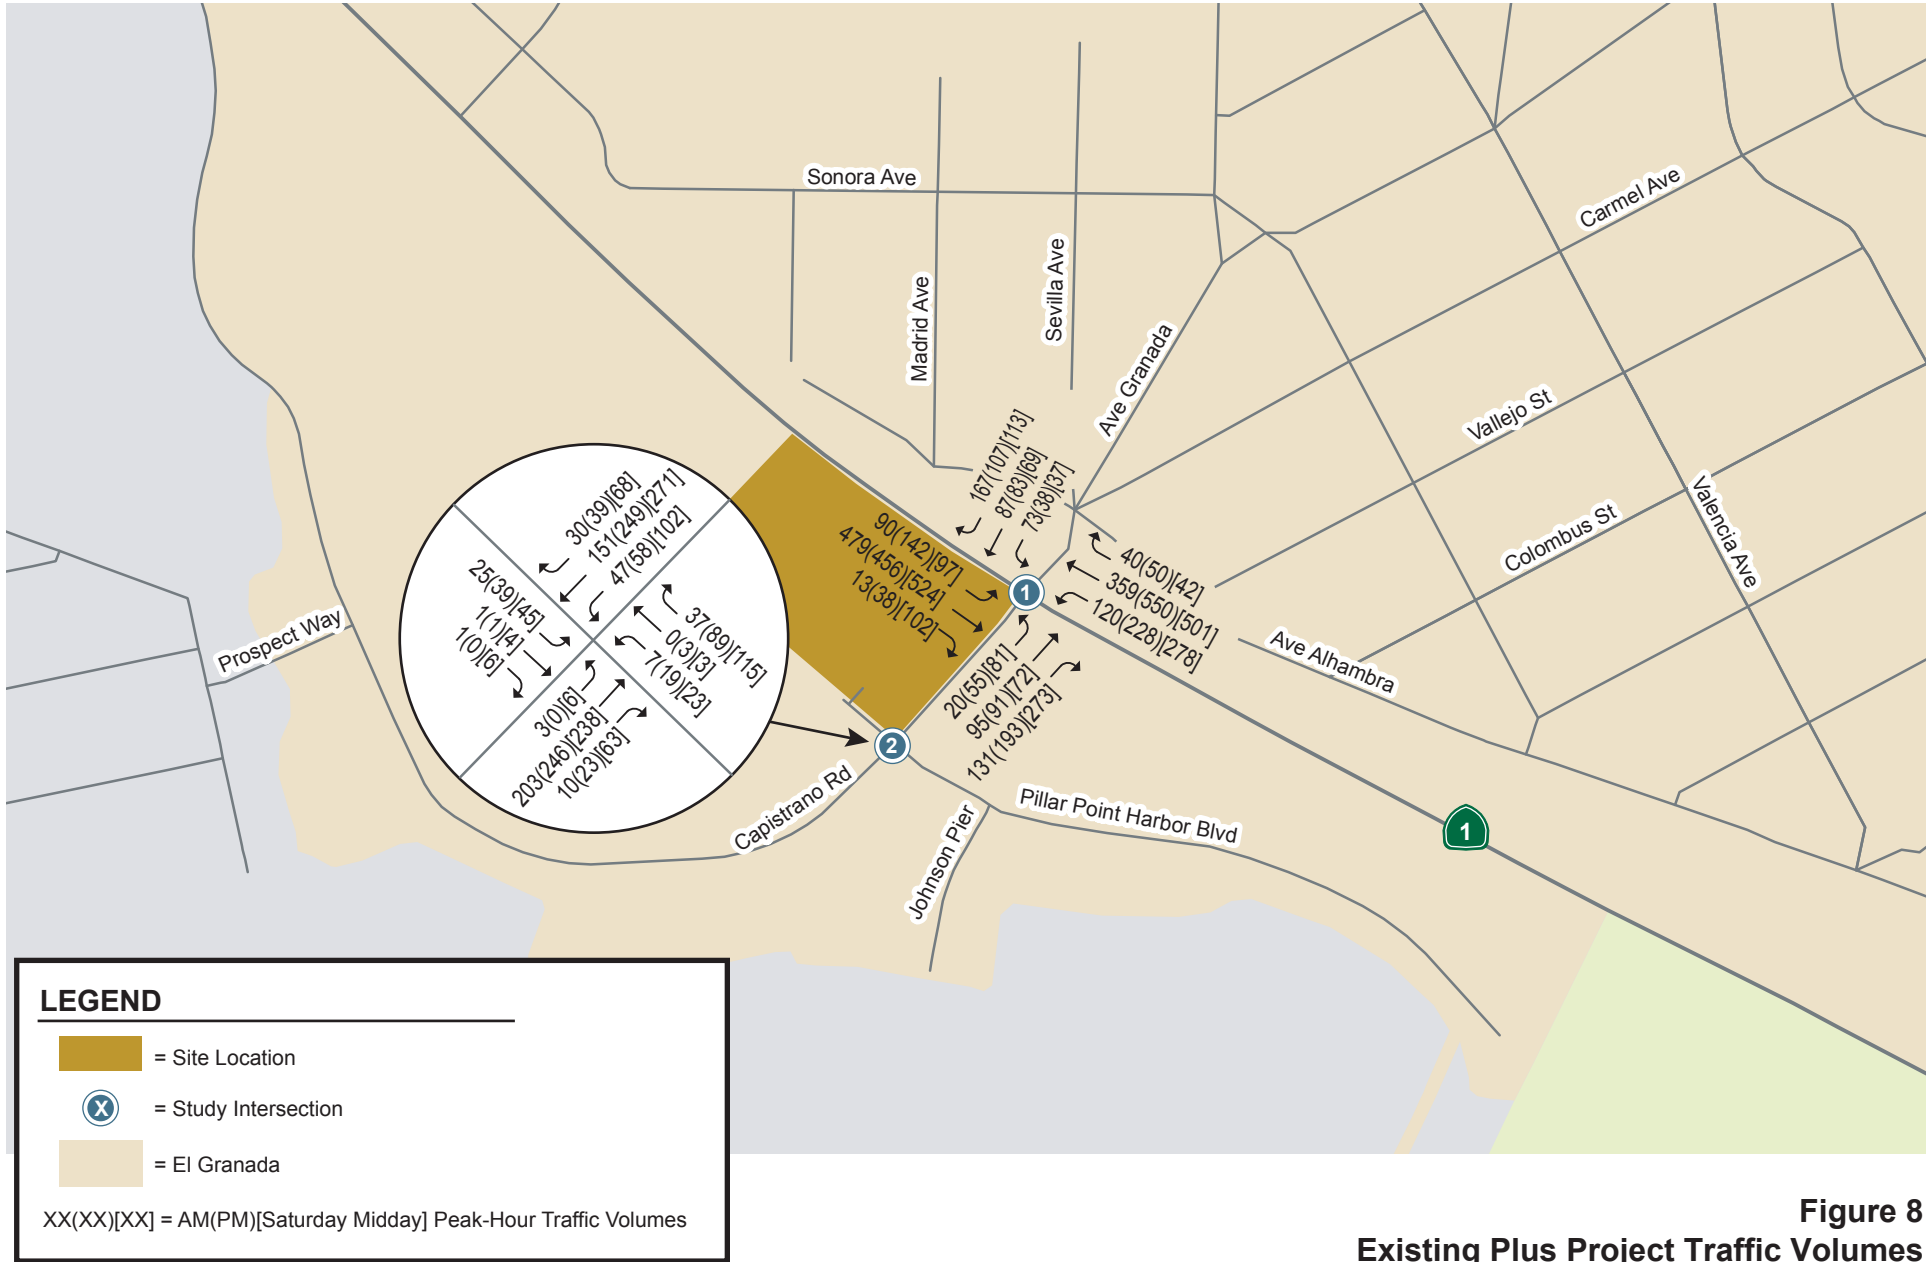 Sonora Ave
Carmel Ave
Madrid Ave
Sevilla Ave
Ave Granada
Vallejo St
Valencia Ave
Colombus St
167(107)[113]
87(83)[69]
73(38)[37]
90(142)[97]
479(456)[524]
13(38)[102]
40(50)[42]
359(550)[501]
120(228)[278]
20(55)[81]
95(91)[72]
131(193)[273]
1
30(39)[68]
151(249)[271]
47(58)[102]
25(39)[45]
1(1)[4]
1(0)[6]
37(89)[115]
0(3)[3]
7(19)[23]
3(0)[6]
203(246)[238]
10(23)[63]
2
Prospect Way
Ave Alhambra
Capistrano Rd
Johnson Pier
Pillar Point Harbor Blvd
1
LEGEND
= Site Location
X = Study Intersection
= El Granada
XX(XX)[XX] = AM(PM)[Saturday Midday] Peak-Hour Traffic Volumes
Figure 8
Existing Plus Project Traffic Volumes